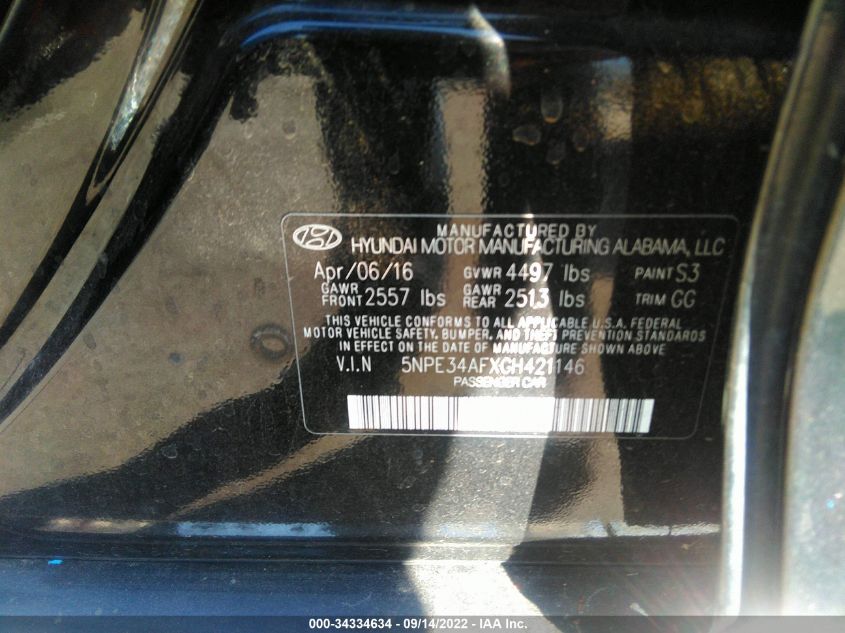 MANUFACTURED BY
HYUNDAI MOTOR MANUFACTURING ALABAMA, LLC
Apr/06/16 GVWR 4497 lbs PAINT S3
GAWR FRONT 2557 lbs GAWR REAR 2513 lbs TRIM GG
THIS VEHICLE CONFORMS TO ALL APPLICABLE U.S.A. FEDERAL
MOTOR VEHICLE SAFETY, BUMPER, AND THEFT PREVENTION STANDARDS
IN EFFECT ON THE DATE OF MANUFACTURE SHOWN ABOVE
V.I.N 5NPE34AFXGH421146
PASSENGER CAR
000-34334634 - 09/14/2022 - IAA Inc.